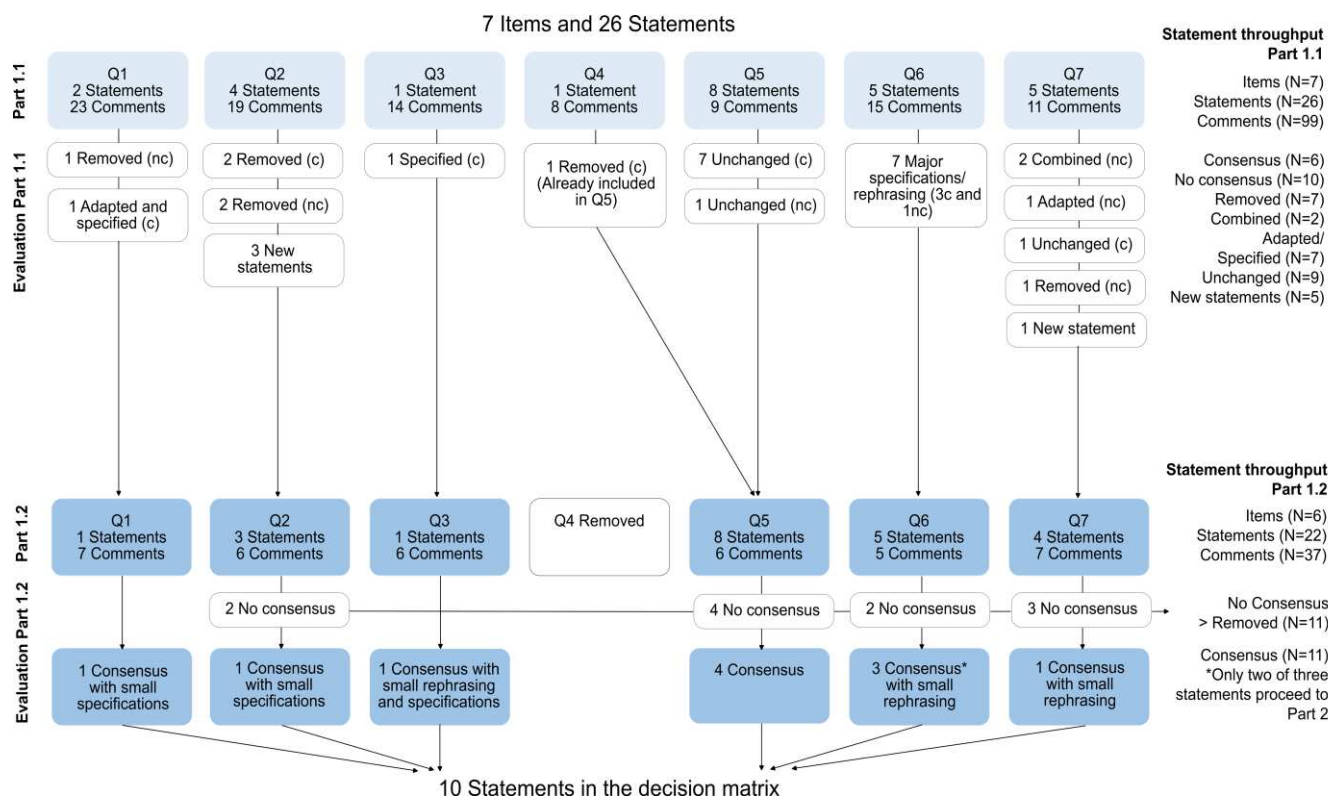 7 Items and 26 Statements
Part 1.1
Q1
2 Statements
23 Comments
Q2
4 Statements
19 Comments
Q3
1 Statement
14 Comments
Q4
1 Statement
8 Comments
Q5
8 Statements
9 Comments
Q6
5 Statements
15 Comments
Q7
5 Statements
11 Comments
Statement throughput
Part 1.1
Items (N=7)
Statements (N=26)
Comments (N=99)
Evaluation Part 1.1
1 Removed (nc)
1 Adapted and
specified (c)
2 Removed (c)
2 Removed (nc)
3 New
statements
1 Specified (c)
1 Removed (c)
(Already included
in Q5)
7 Unchanged (c)
1 Unchanged (nc)
7 Major
specifications/
rephrasing (3c and
1nc)
2 Combined (nc)
1 Adapted (nc)
1 Unchanged (c)
1 Removed (nc)
1 New statement
Consensus (N=6)
No consensus (N=10)
Removed (N=7)
Combined (N=2)
Adapted/
Specified (N=7)
Unchanged (N=9)
New statements (N=5)
Part 1.2
Q1
1 Statements
7 Comments
Q2
3 Statements
6 Comments
Q3
1 Statements
6 Comments
Q4 Removed
Q5
8 Statements
6 Comments
Q6
5 Statements
5 Comments
Q7
4 Statements
7 Comments
Statement throughput
Part 1.2
Items (N=6)
Statements (N=22)
Comments (N=37)
Evaluation Part 1.2
2 No consensus
4 No consensus
2 No consensus
3 No consensus
No Consensus
> Removed (N=11)
1 Consensus
with small
specifications
1 Consensus
with small
specifications
1 Consensus with
small rephrasing
and specifications
4 Consensus
3 Consensus*
with small
rephrasing
1 Consensus
with small
rephrasing
Consensus (N=11)
*Only two of three
statements proceed to
Part 2
10 Statements in the decision matrix